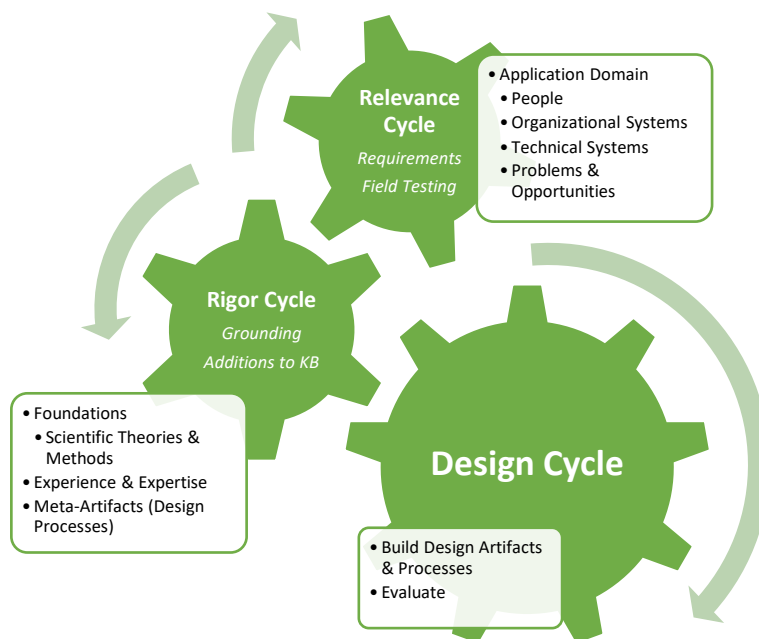 Relevance
Cycle
Requirements
Field Testing
• Application Domain
• People
• Organizational Systems
• Technical Systems
• Problems &
Opportunities
Rigor Cycle
Grounding
Additions to KB
• Foundations
• Scientific Theories &
Methods
• Experience & Expertise
• Meta-Artifacts (Design
Processes)
Design Cycle
• Build Design Artifacts
& Processes
• Evaluate